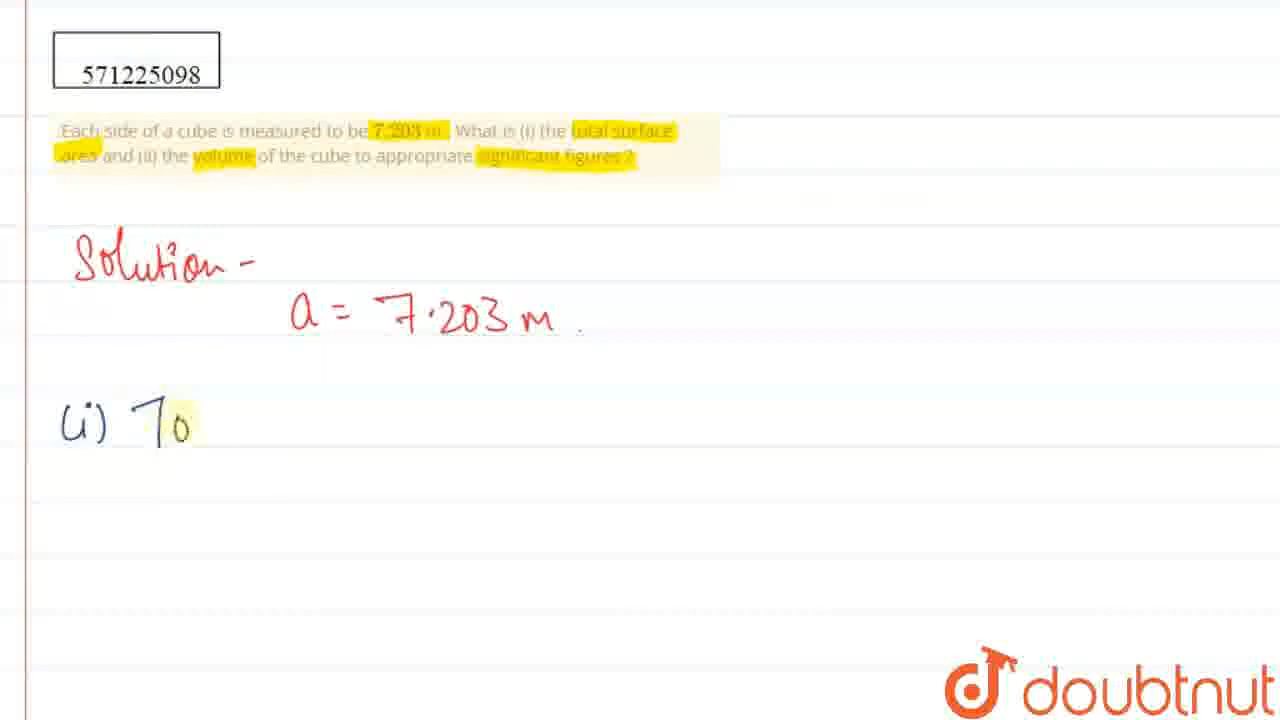 571225098
Each side of a cube is measured to be 7.203 m. What is (i) the total surface
area and (ii) the volume of the cube to appropriate significant figures ?
Solution -
a = 7.203 m.
(i) To
doubtnut